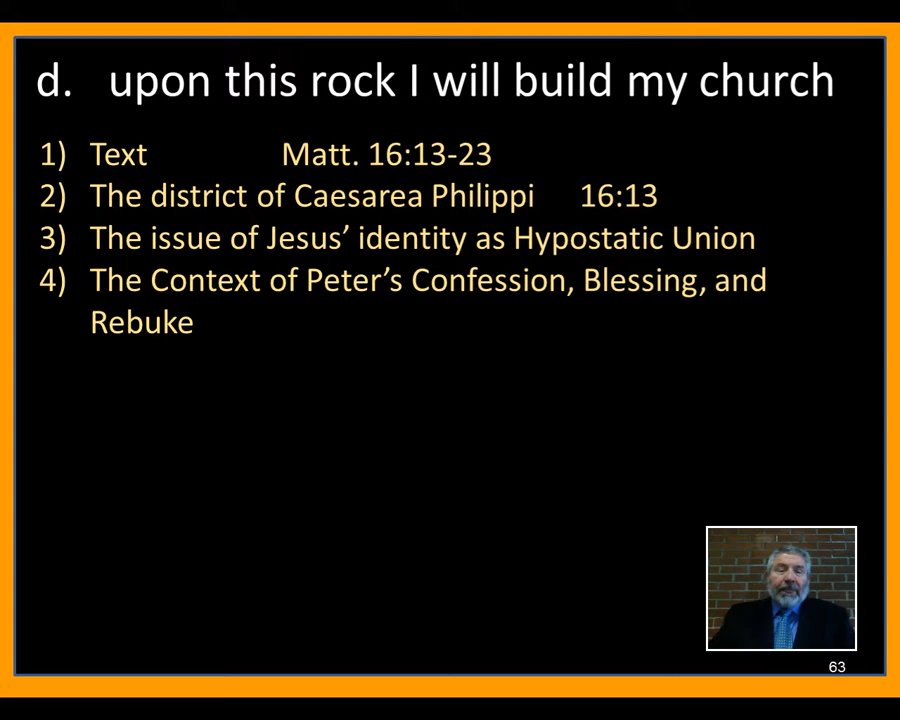 d. upon this rock I will build my church
1) Text Matt. 16:13-23
2) The district of Caesarea Philippi 16:13
3) The issue of Jesus’ identity as Hypostatic Union
4) The Context of Peter’s Confession, Blessing, and
Rebuke
63